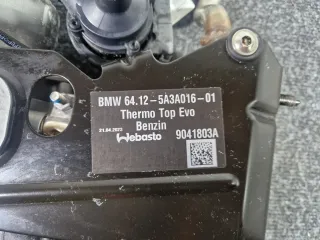 BMW 64.12-5A3A016-01
Thermo Top Evo
Benzin
21.04.2023
Webasto 9041803A